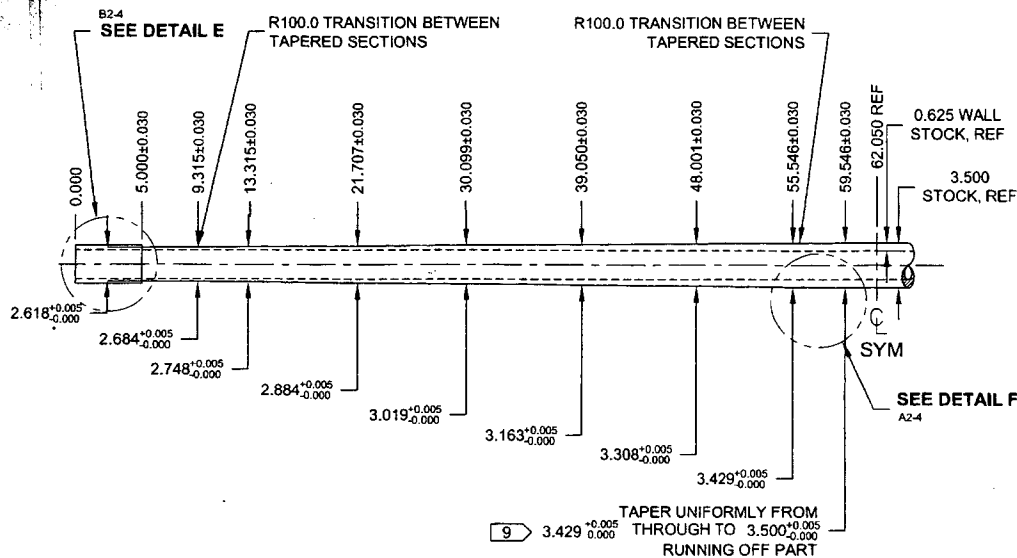 B2-4
SEE DETAIL E
R100.0 TRANSITION BETWEEN
TAPERED SECTIONS
R100.0 TRANSITION BETWEEN
TAPERED SECTIONS
0.000
5.000±0.030
9.315±0.030
13.315±0.030
21.707±0.030
30.099±0.030
39.050±0.030
48.001±0.030
55.546±0.030
59.546±0.030
62.050 REF
0.625 WALL
STOCK, REF
3.500
STOCK, REF
2.618 +0.005 -0.000
2.684 +0.005 -0.000
2.748 +0.005 -0.000
2.884 +0.005 -0.000
3.019 +0.005 -0.000
3.163 +0.005 -0.000
3.308 +0.005 -0.000
3.429 +0.005 -0.000
℄
SYM
SEE DETAIL F
A2-4
TAPER UNIFORMLY FROM
9 3.429 +0.005 0.000 THROUGH TO 3.500 +0.005 -0.000
RUNNING OFF PART